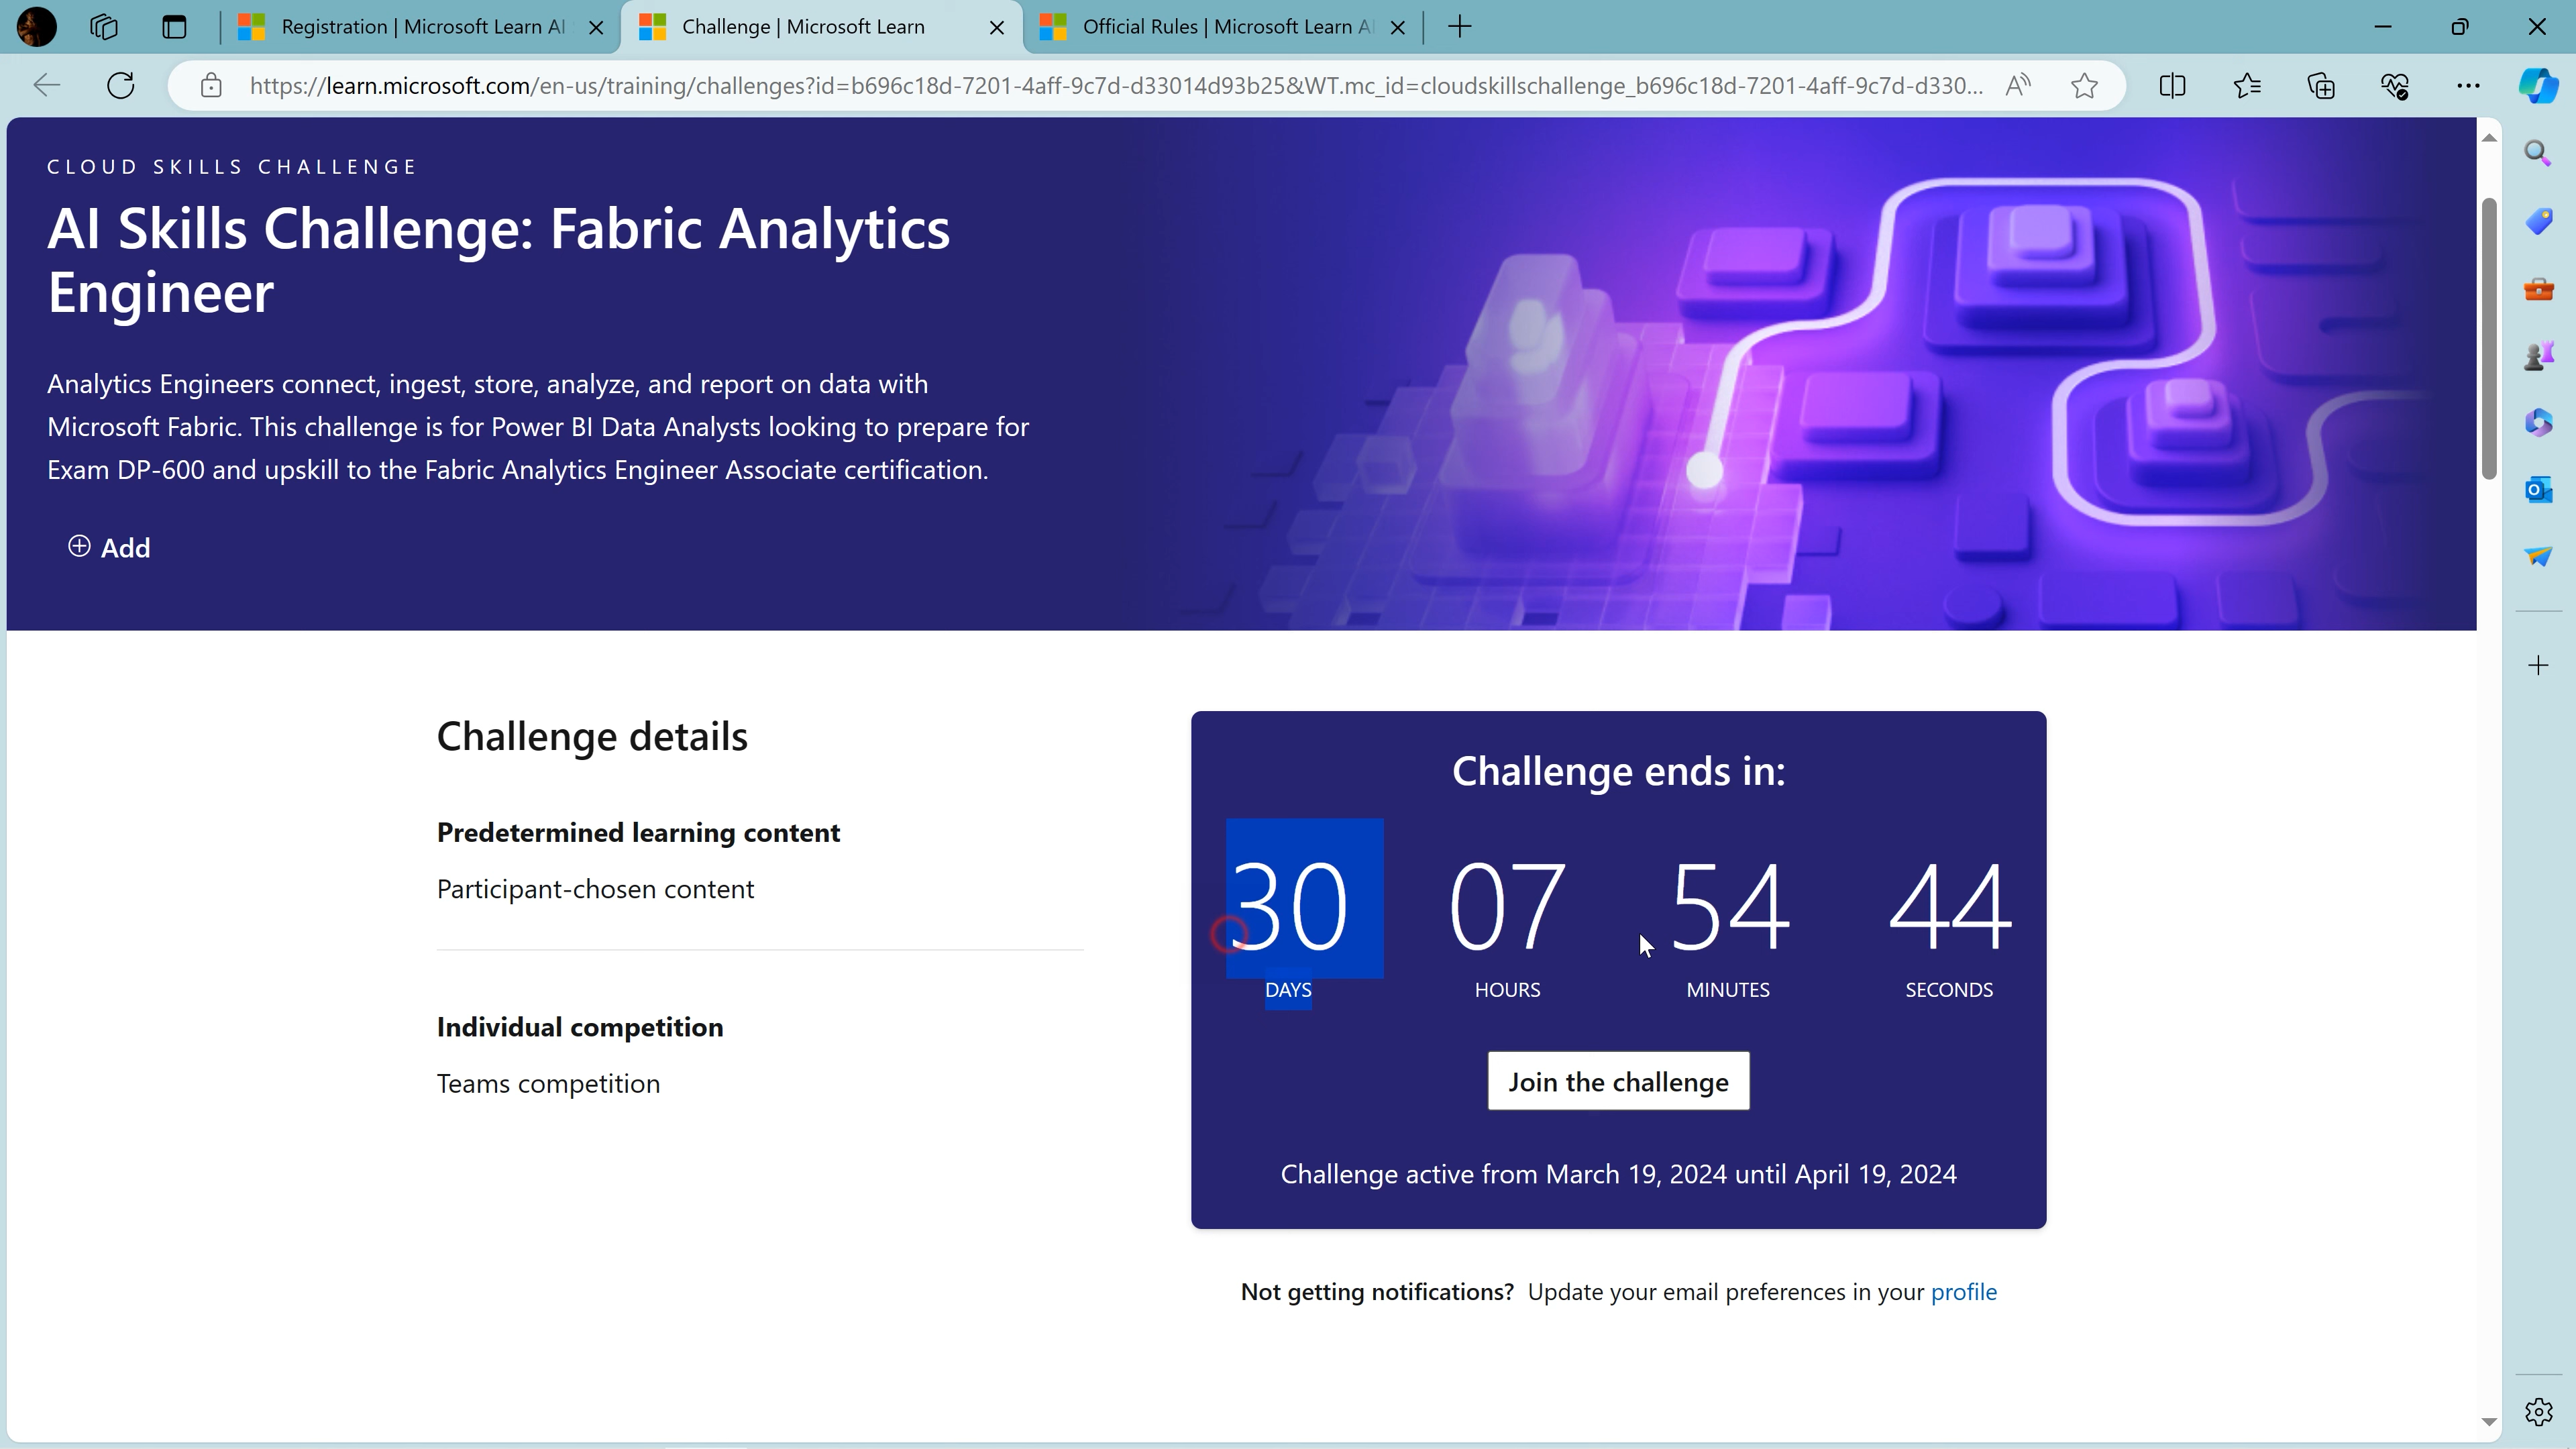 Registration | Microsoft Learn AI
Challenge | Microsoft Learn
Official Rules | Microsoft Learn A
https://learn.microsoft.com/en-us/training/challenges?id=b696c18d-7201-4aff-9c7d-d33014d93b25&WT.mc_id=cloudskillschallenge_b696c18d-7201-4aff-9c7d-d330...
CLOUD SKILLS CHALLENGE
AI Skills Challenge: Fabric Analytics
Engineer
Analytics Engineers connect, ingest, store, analyze, and report on data with
Microsoft Fabric. This challenge is for Power BI Data Analysts looking to prepare for
Exam DP-600 and upskill to the Fabric Analytics Engineer Associate certification.
Add
Challenge details
Predetermined learning content
Participant-chosen content
Individual competition
Teams competition
Challenge ends in:
30 07 54 44
DAYS HOURS MINUTES SECONDS
Join the challenge
Challenge active from March 19, 2024 until April 19, 2024
Not getting notifications? Update your email preferences in your profile